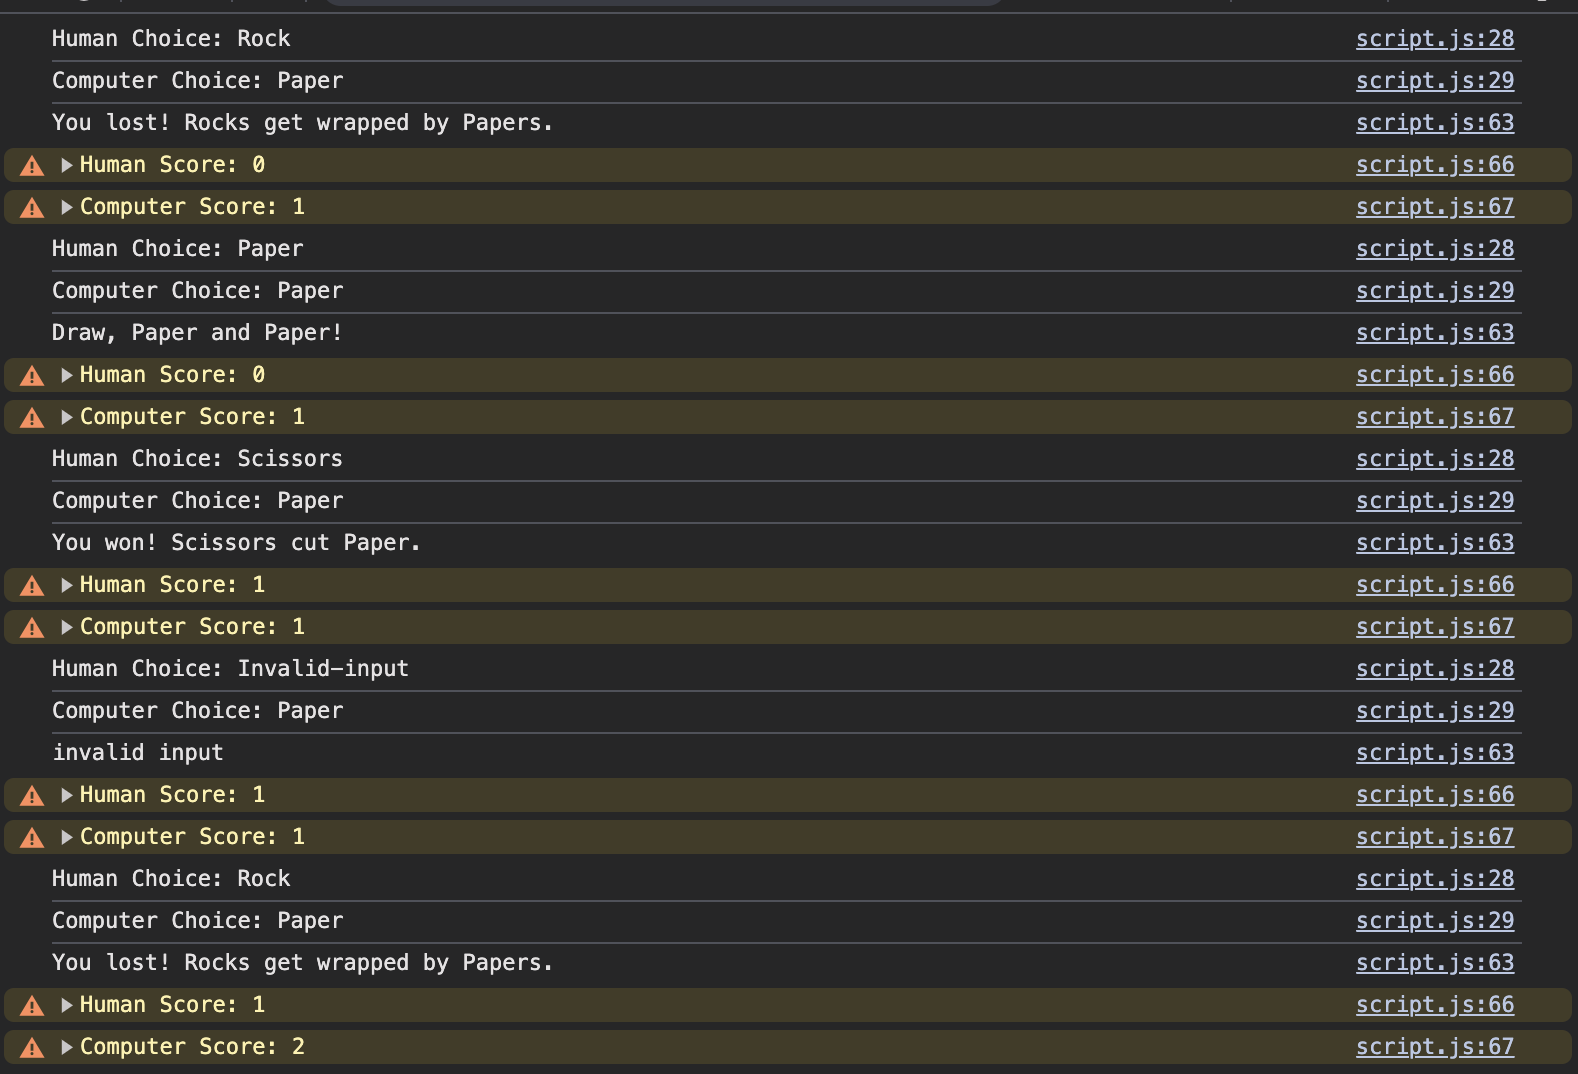 Human Choice: Rock script.js:28
Computer Choice: Paper script.js:29
You lost! Rocks get wrapped by Papers. script.js:63
Human Score: 0 script.js:66
Computer Score: 1 script.js:67
Human Choice: Paper script.js:28
Computer Choice: Paper script.js:29
Draw, Paper and Paper! script.js:63
Human Score: 0 script.js:66
Computer Score: 1 script.js:67
Human Choice: Scissors script.js:28
Computer Choice: Paper script.js:29
You won! Scissors cut Paper. script.js:63
Human Score: 1 script.js:66
Computer Score: 1 script.js:67
Human Choice: Invalid-input script.js:28
Computer Choice: Paper script.js:29
invalid input script.js:63
Human Score: 1 script.js:66
Computer Score: 1 script.js:67
Human Choice: Rock script.js:28
Computer Choice: Paper script.js:29
You lost! Rocks get wrapped by Papers. script.js:63
Human Score: 1 script.js:66
Computer Score: 2 script.js:67